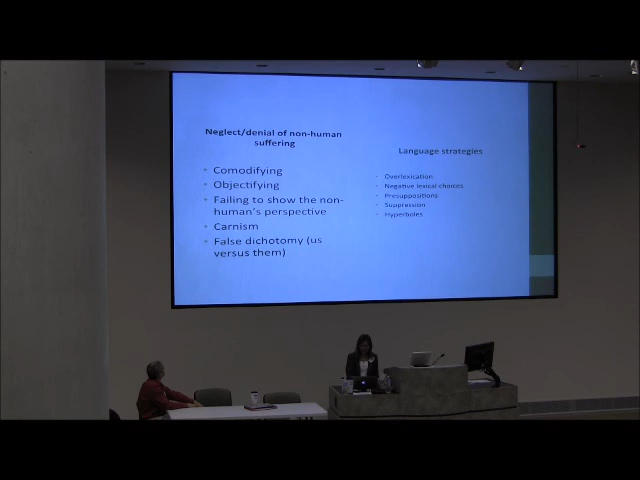 Neglect/denial of non-human
suffering
• Comodifying
• Objectifying
• Failing to show the non-
human's perspective
• Carnism
• False dichotomy (us
versus them)
Language strategies
• Overlexication
• Negative lexical choices
• Presuppositions
• Suppression
• Hyperboles